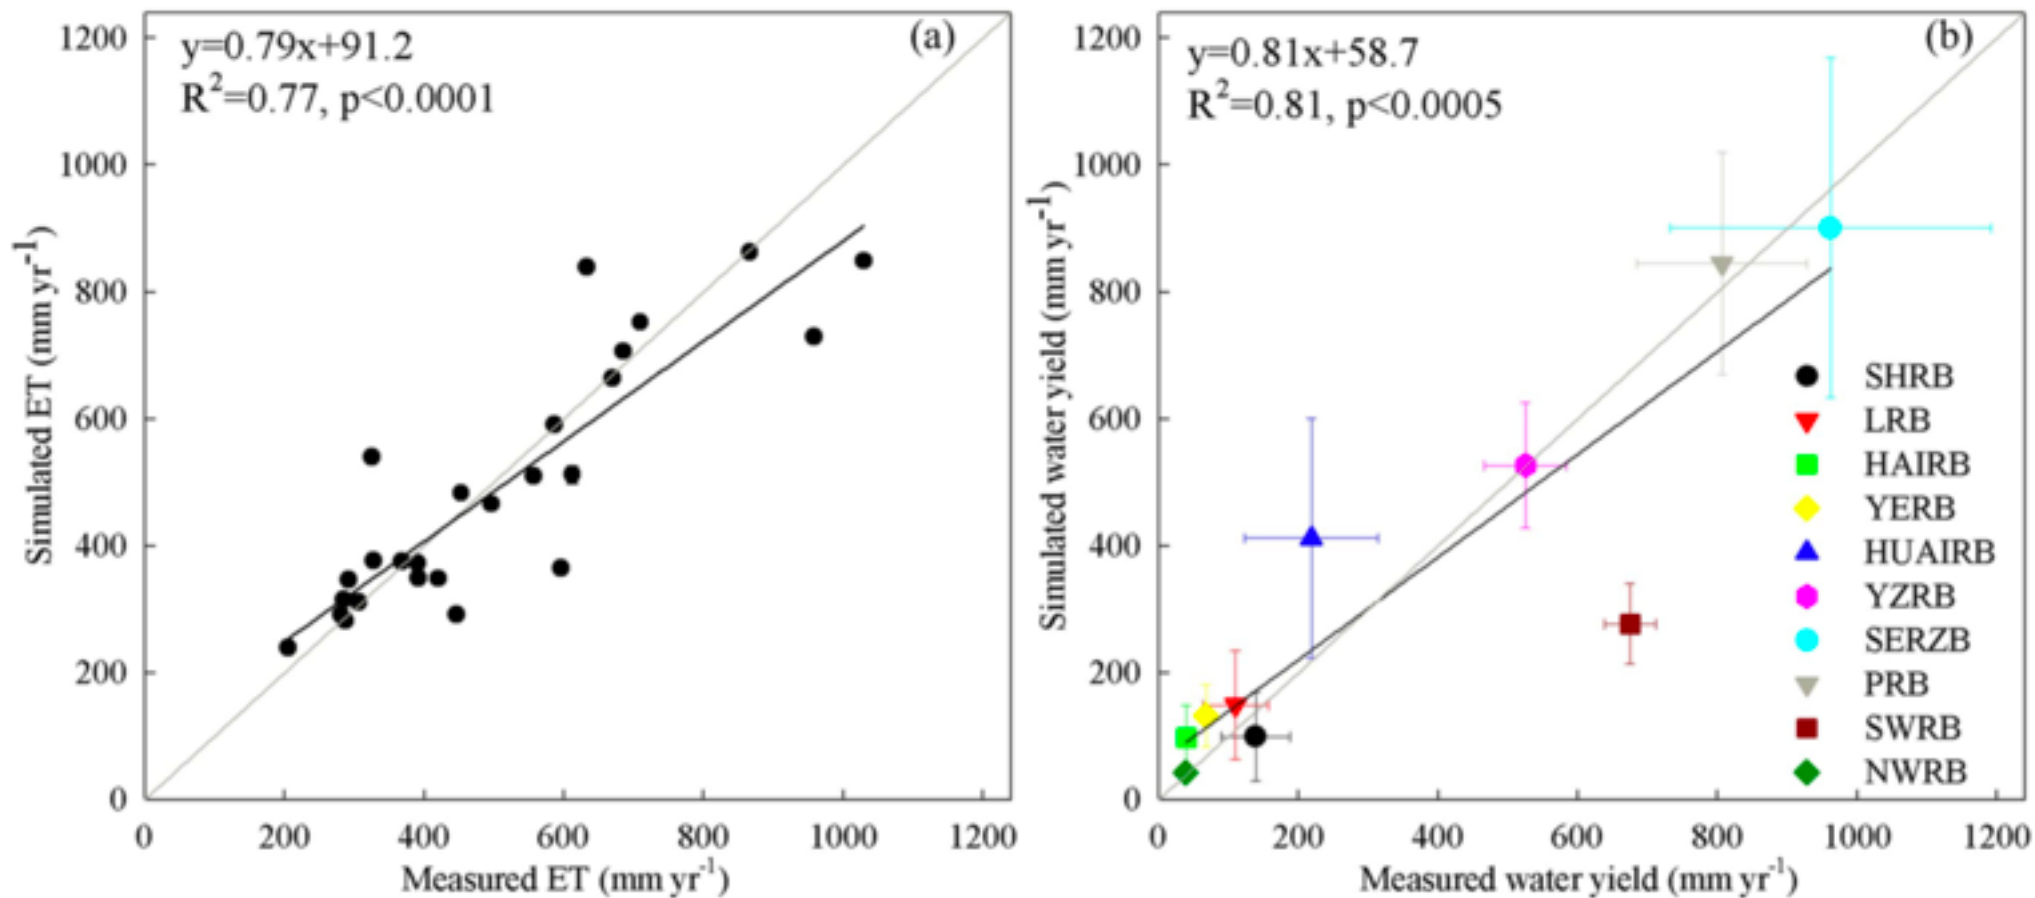 (a)
y=0.79x+91.2
R²=0.77, p<0.0001
Simulated ET (mm yr⁻¹)
1200
1000
800
600
400
200
0
0 200 400 600 800 1000 1200
Measured ET (mm yr⁻¹)
(b)
y=0.81x+58.7
R²=0.81, p<0.0005
Simulated water yield (mm yr⁻¹)
1200
1000
800
600
400
200
0
SHRB
LRB
HAIRB
YERB
HUAIRB
YZRB
SERZB
PRB
SWRB
NWRB
0 200 400 600 800 1000 1200
Measured water yield (mm yr⁻¹)